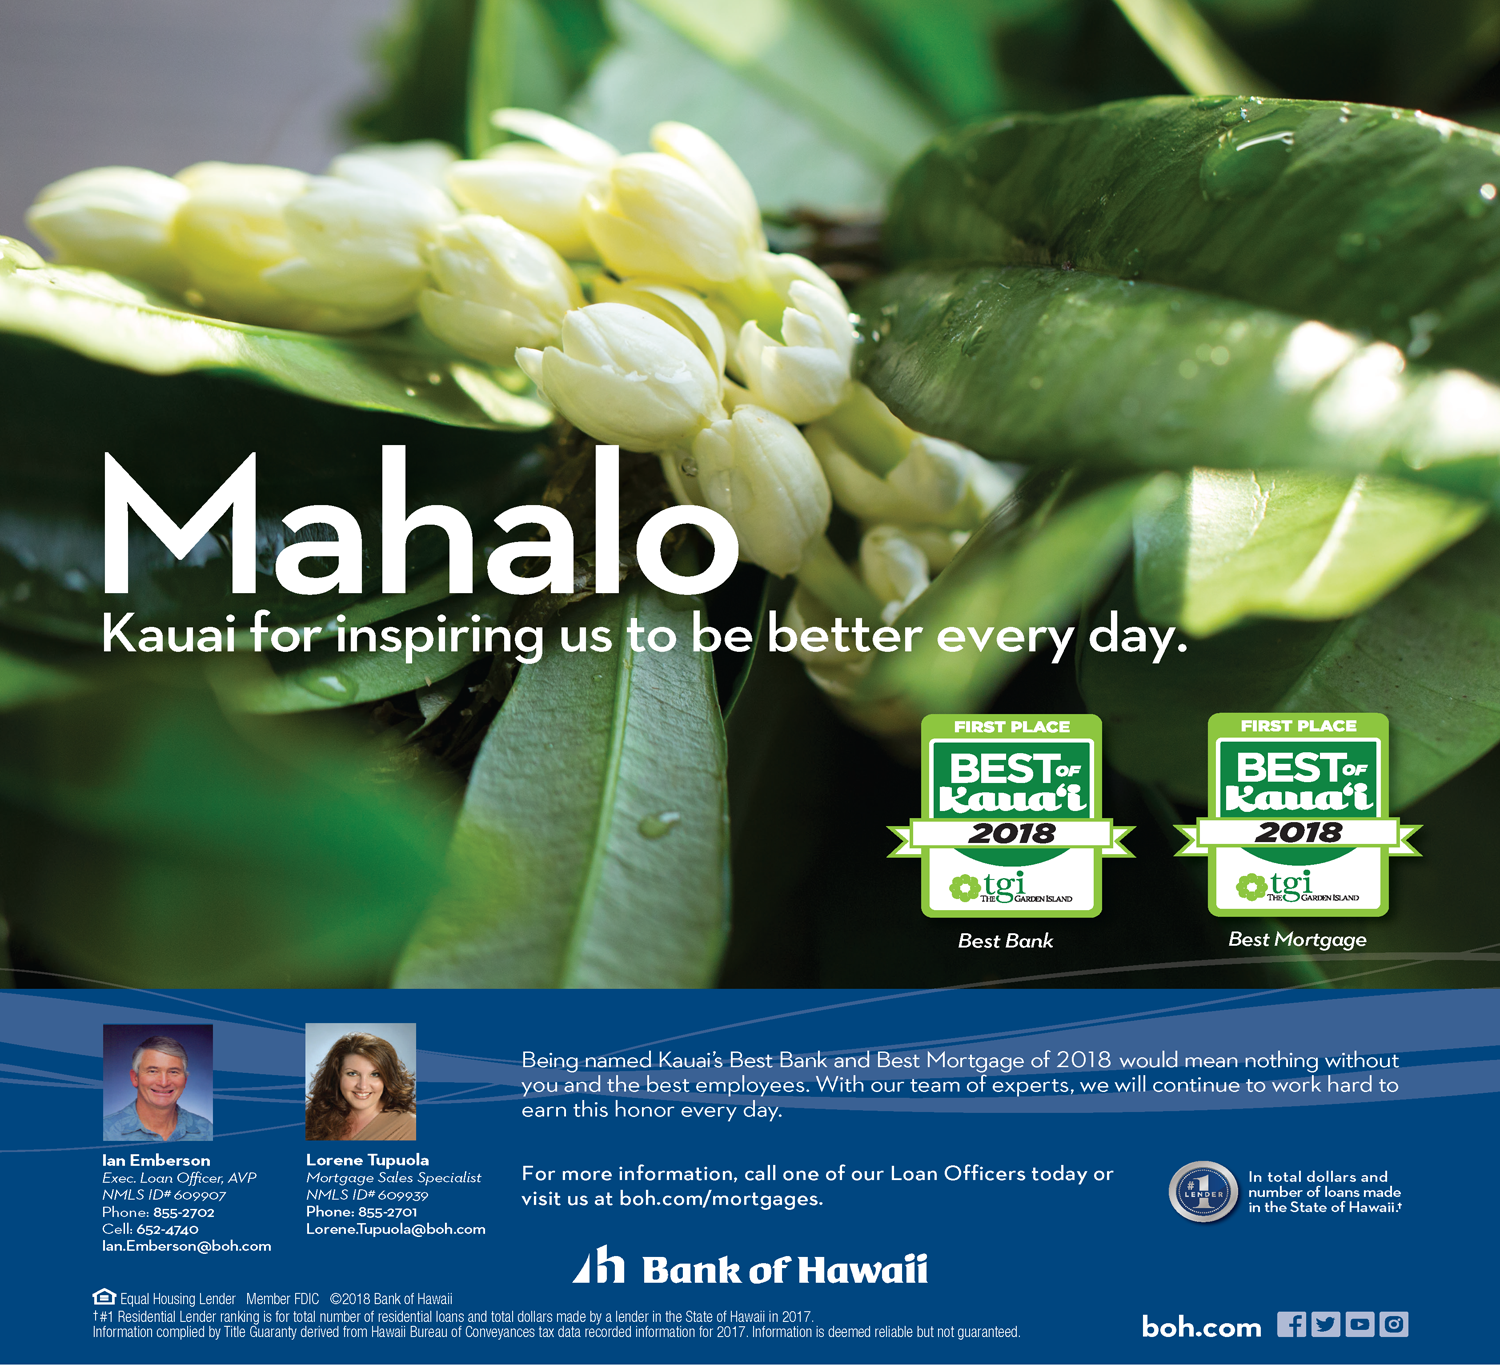 Mahalo
Kauai for inspiring us to be better every day.
FIRST PLACE
BEST OF
Kaua‘i
2018
tgi
THE GARDEN ISLAND
Best Bank
FIRST PLACE
BEST OF
Kaua‘i
2018
tgi
THE GARDEN ISLAND
Best Mortgage
Ian Emberson
Exec. Loan Officer, AVP
NMLS ID# 609907
Phone: 855-2702
Cell: 652-4740
Ian.Emberson@boh.com
Lorene Tupuola
Mortgage Sales Specialist
NMLS ID# 609939
Phone: 855-2701
Lorene.Tupuola@boh.com
Being named Kauai’s Best Bank and Best Mortgage of 2018 would mean nothing without
you and the best employees. With our team of experts, we will continue to work hard to
earn this honor every day.
For more information, call one of our Loan Officers today or
visit us at boh.com/mortgages.
#1
LENDER
In total dollars and
number of loans made
in the State of Hawaii.†
Bank of Hawaii
Equal Housing Lender Member FDIC ©2018 Bank of Hawaii
†#1 Residential Lender ranking is for total number of residential loans and total dollars made by a lender in the State of Hawaii in 2017.
Information complied by Title Guaranty derived from Hawaii Bureau of Conveyances tax data recorded information for 2017. Information is deemed reliable but not guaranteed.
boh.com